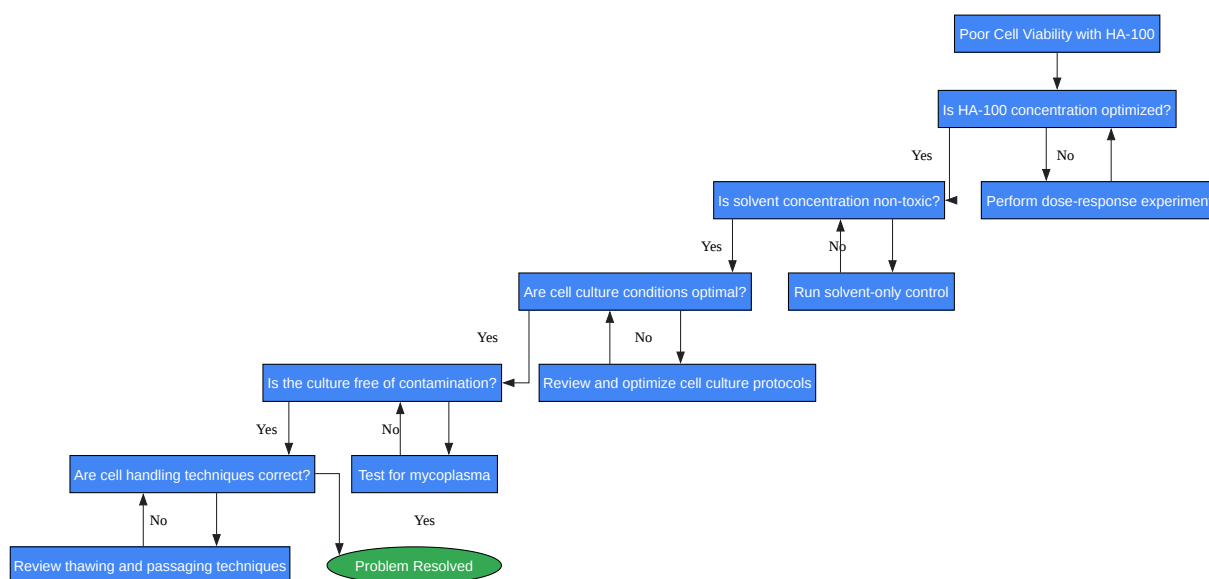 Poor Cell Viability with HA-100
Is HA-100 concentration optimized?
Yes
No
Is solvent concentration non-toxic?
Perform dose-response experiment
Yes
No
Are cell culture conditions optimal?
Run solvent-only control
Yes
No
Is the culture free of contamination?
Review and optimize cell culture protocols
Yes
No
Are cell handling techniques correct?
Test for mycoplasma
No
Yes
Review thawing and passaging techniques
Problem Resolved